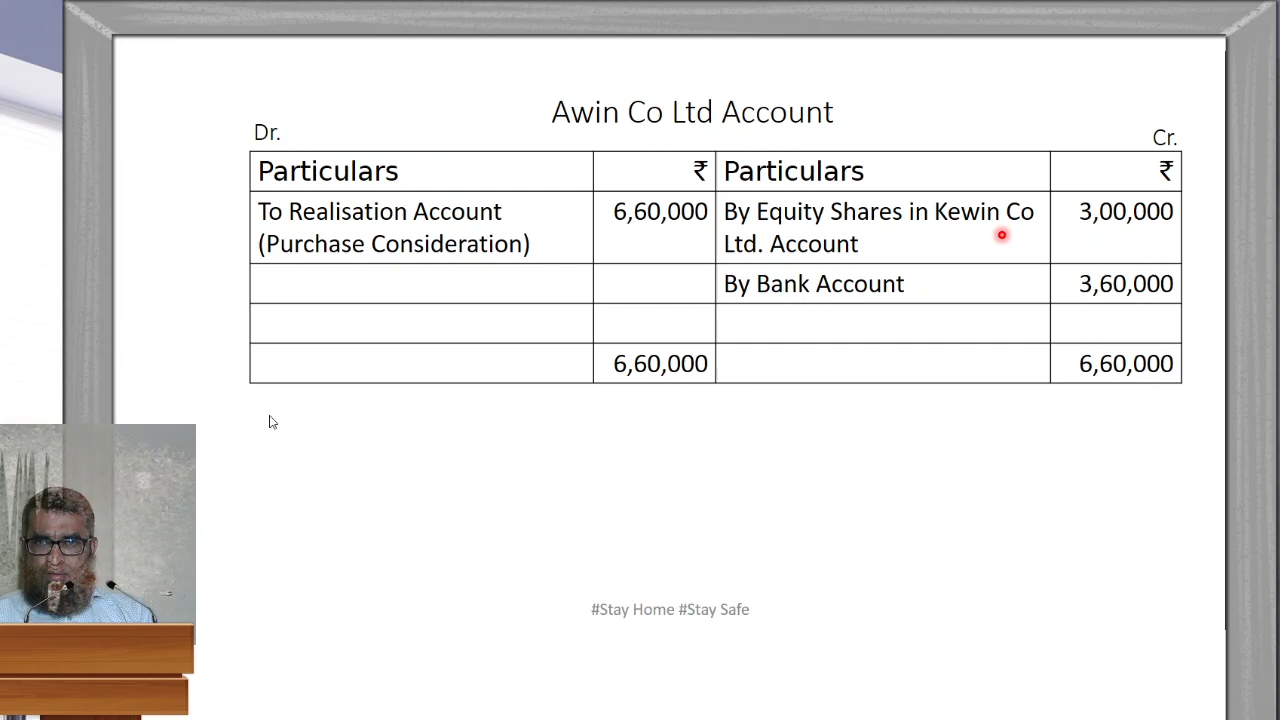 Awin Co Ltd Account
Dr.
Cr.
Particulars ₹ Particulars ₹
To Realisation Account 6,60,000 By Equity Shares in Kewin Co 3,00,000
(Purchase Consideration) Ltd. Account
By Bank Account 3,60,000
6,60,000 6,60,000
#Stay Home #Stay Safe